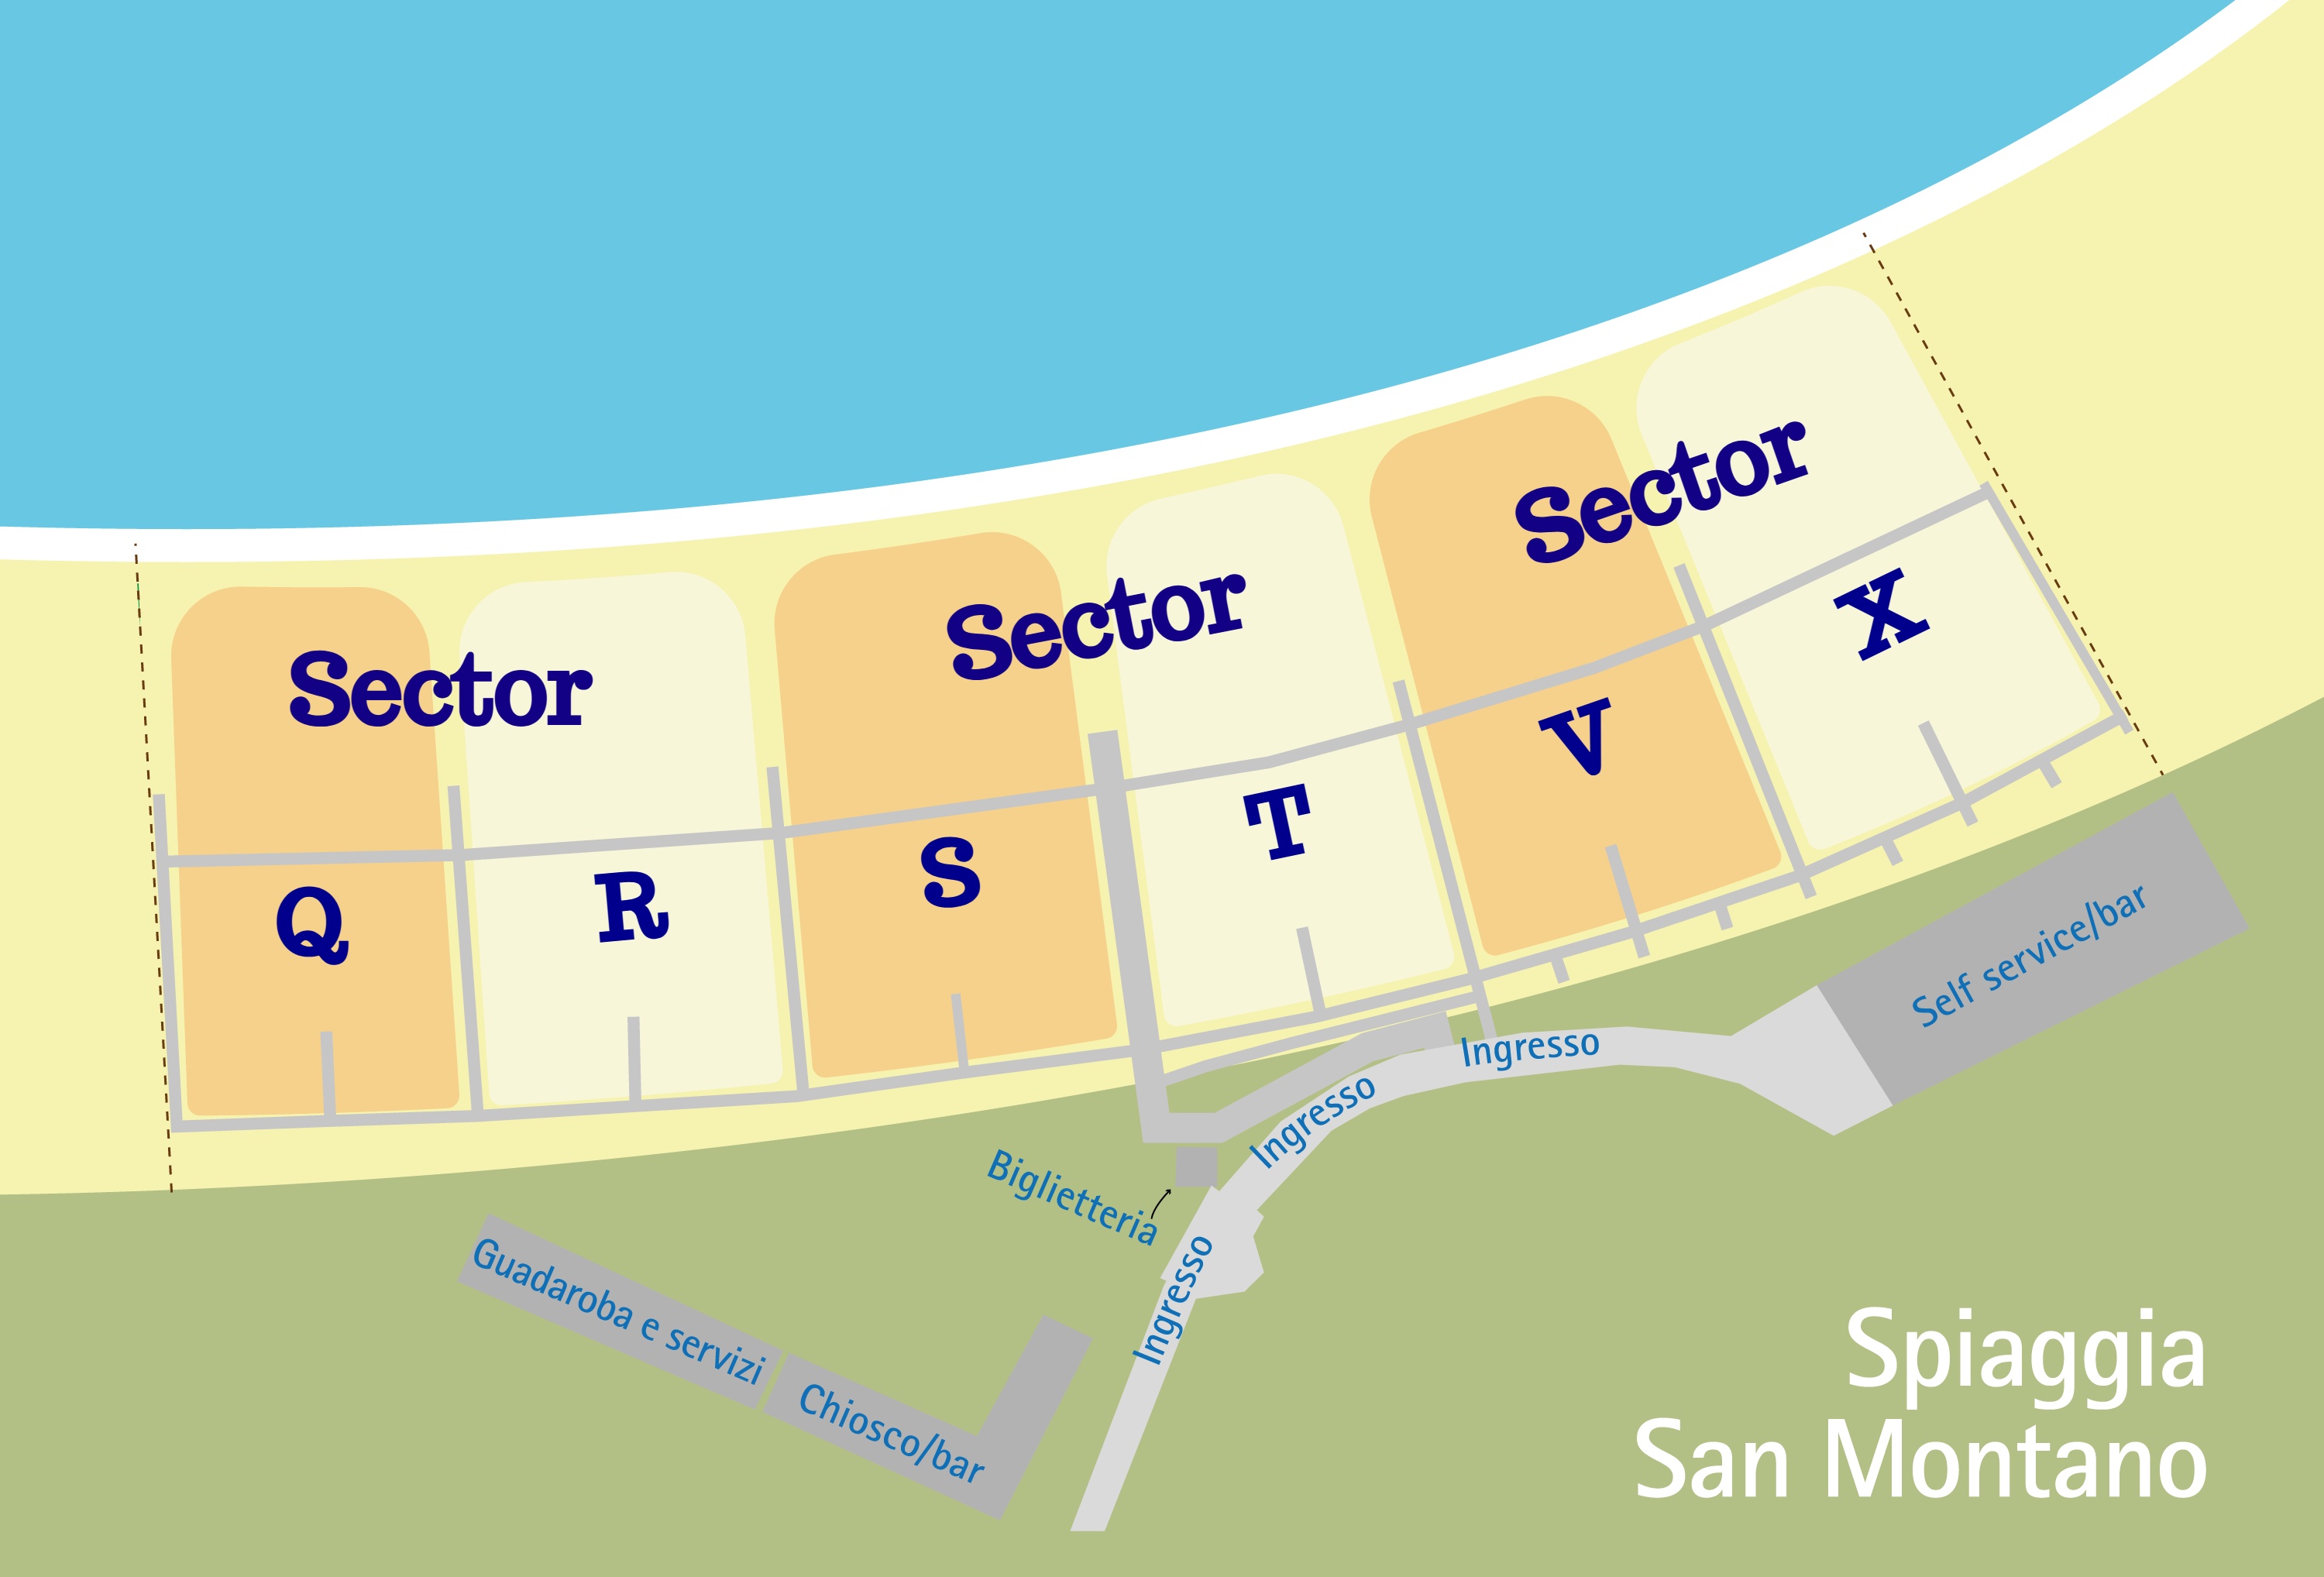 Sector
Sector
Sector
Q
R
S
T
V
X
Self service/bar
Ingresso
Ingresso
Ingresso
Biglietteria
Guadaroba e servizi
Chiosco/bar
Spiaggia
San Montano